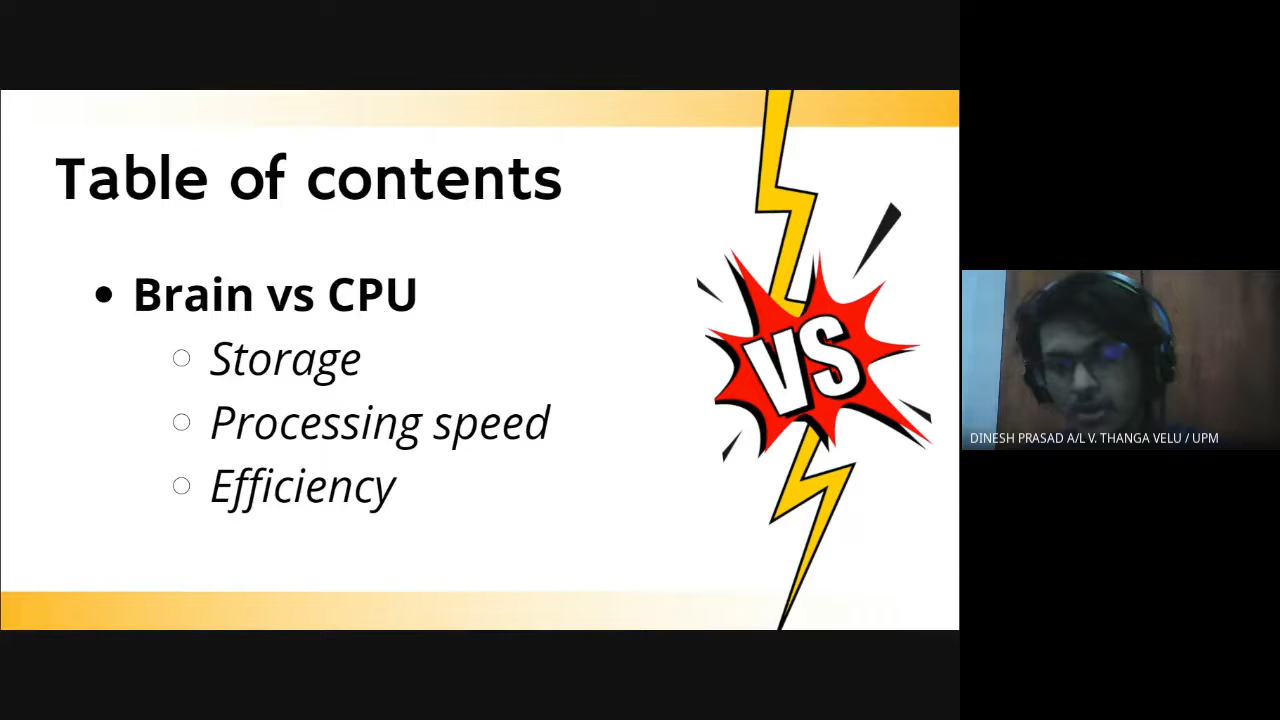 Table of contents
Brain vs CPU
Storage
Processing speed
Efficiency
VS
DINESH PRASAD A/L V. THANGA VELU / UPM